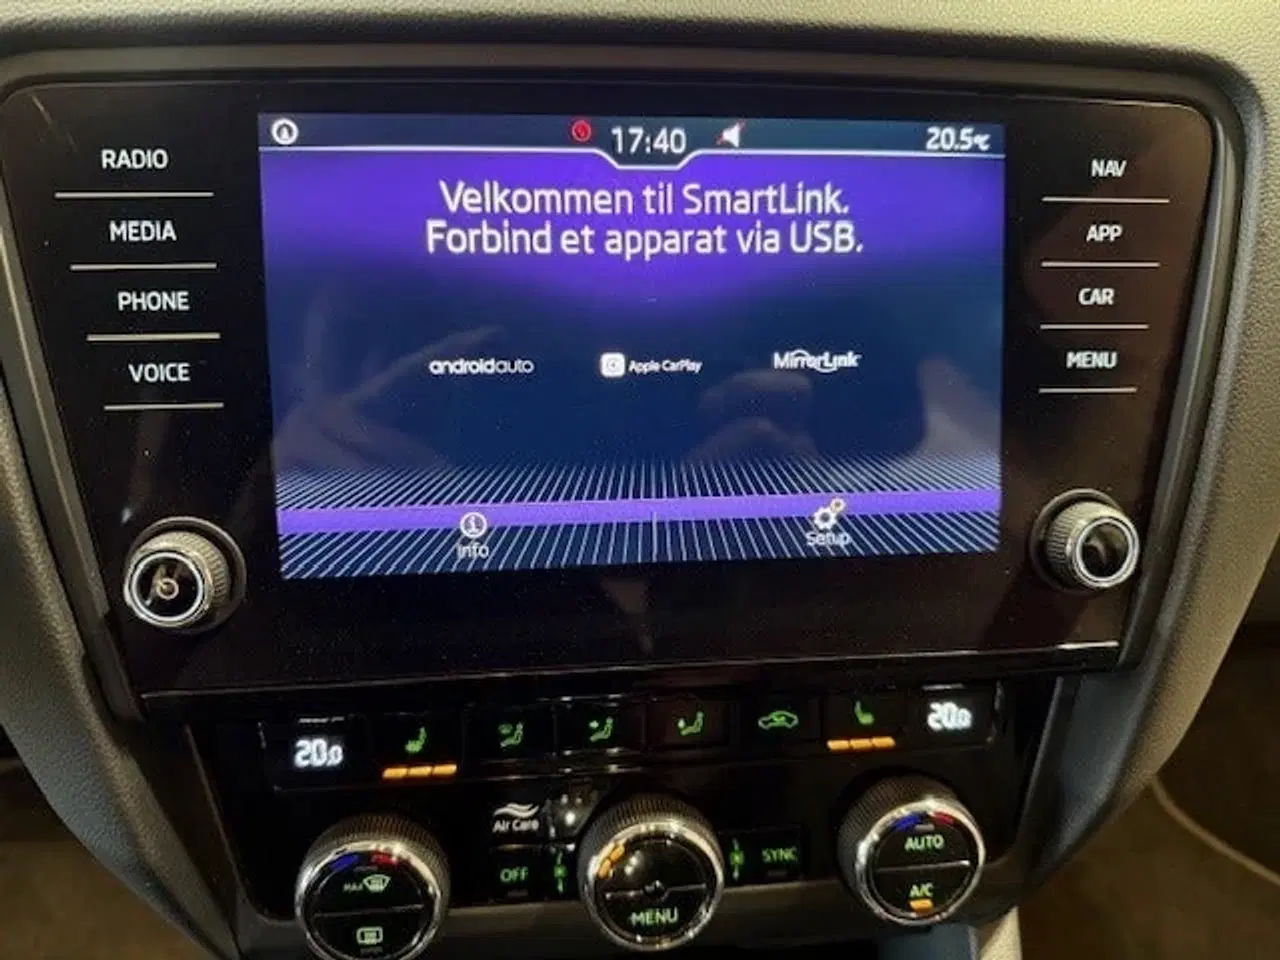 RADIO
MEDIA
PHONE
VOICE
17:40
20.5°C
Velkommen til SmartLink.
Forbind et apparat via USB.
androidauto
Apple CarPlay
MirrorLink
Info
Setup
NAV
APP
CAR
MENU
20.0
20.0
Air Care
MAX
OFF
MENU
SYNC
AUTO
A/C